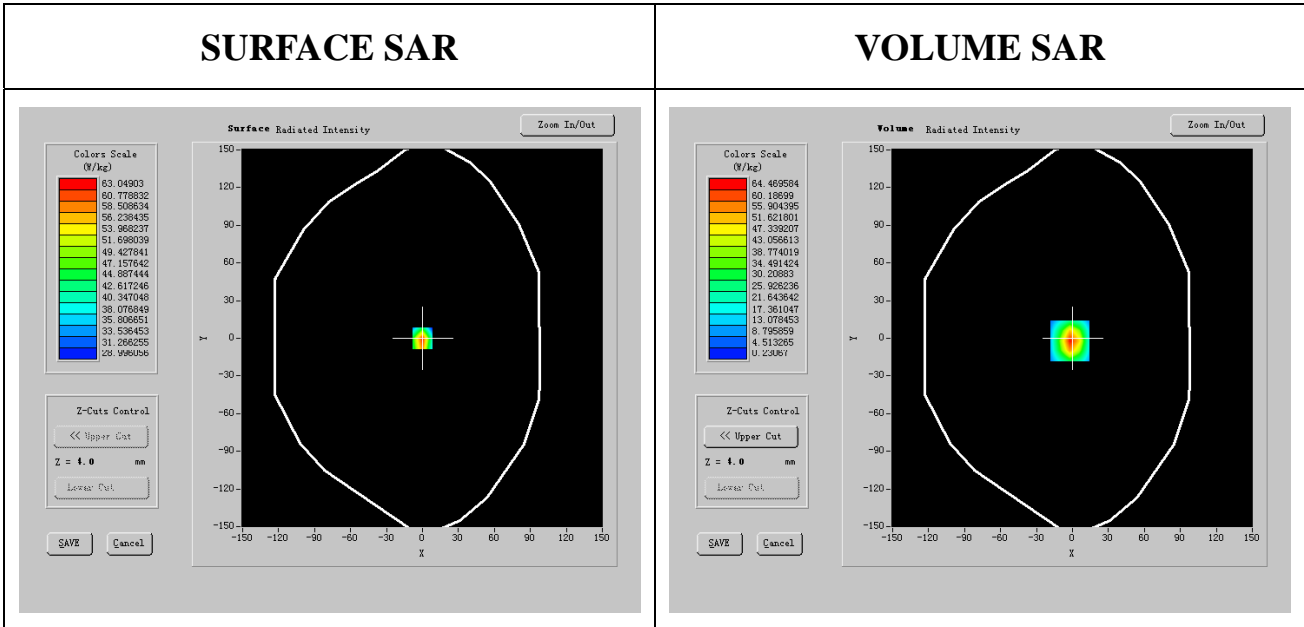 SURFACE SAR
VOLUME SAR
Surface Radiated Intensity
Zoom In/Out
Colors Scale
(W/kg)
63.04903
60.778832
58.508634
56.238435
53.968237
51.698039
49.427841
47.157642
44.887444
42.617246
40.347048
38.076849
35.806651
33.536453
31.266255
28.996056
Z-Cuts Control
<< Upper Cut
Z = 4.0 mm
Lower Cut
SAVE
Cancel
150
120
90
60
30
0
-30
-60
-90
-120
-150
Y
-150 -120 -90 -60 -30 0 30 60 90 120 150
X
Volume Radiated Intensity
Zoom In/Out
Colors Scale
(W/kg)
64.469584
60.18699
55.904395
51.621801
47.339207
43.056613
38.774019
34.491424
30.20883
25.926236
21.643642
17.361047
13.078453
8.795859
4.513265
0.23067
Z-Cuts Control
<< Upper Cut
Z = 4.0 mm
Lower Cut
SAVE
Cancel
150
120
90
60
30
0
-30
-60
-90
-120
-150
Y
-150 -120 -90 -60 -30 0 30 60 90 120 150
X